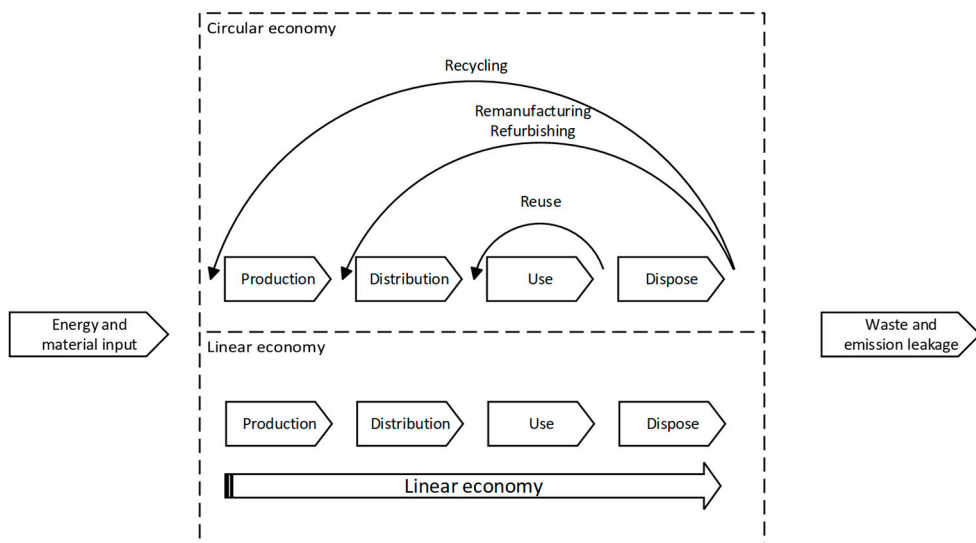 Circular economy
Recycling
Remanufacturing
Refurbishing
Reuse
Production
Distribution
Use
Dispose
Energy and
material input
Waste and
emission leakage
Linear economy
Production
Distribution
Use
Dispose
Linear economy